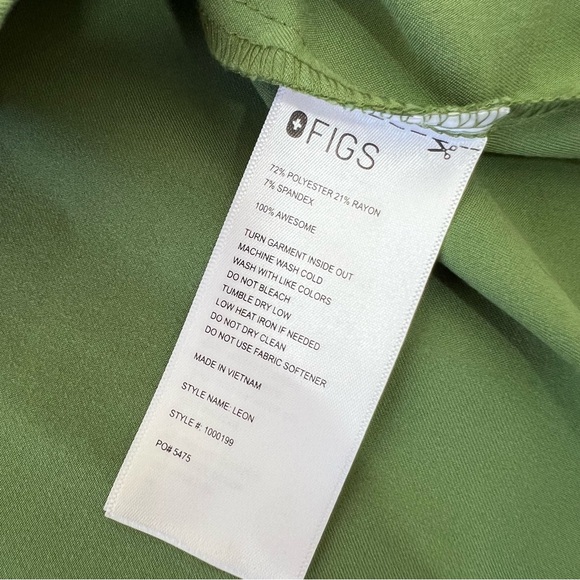 FIGS
72% POLYESTER 21% RAYON
7% SPANDEX
100% AWESOME
TURN GARMENT INSIDE OUT
MACHINE WASH COLD
WASH WITH LIKE COLORS
DO NOT BLEACH
TUMBLE DRY LOW
LOW HEAT IRON IF NEEDED
DO NOT DRY CLEAN
DO NOT USE FABRIC SOFTENER
MADE IN VIETNAM
STYLE NAME: LEON
STYLE #: 1000199
PO# 5475